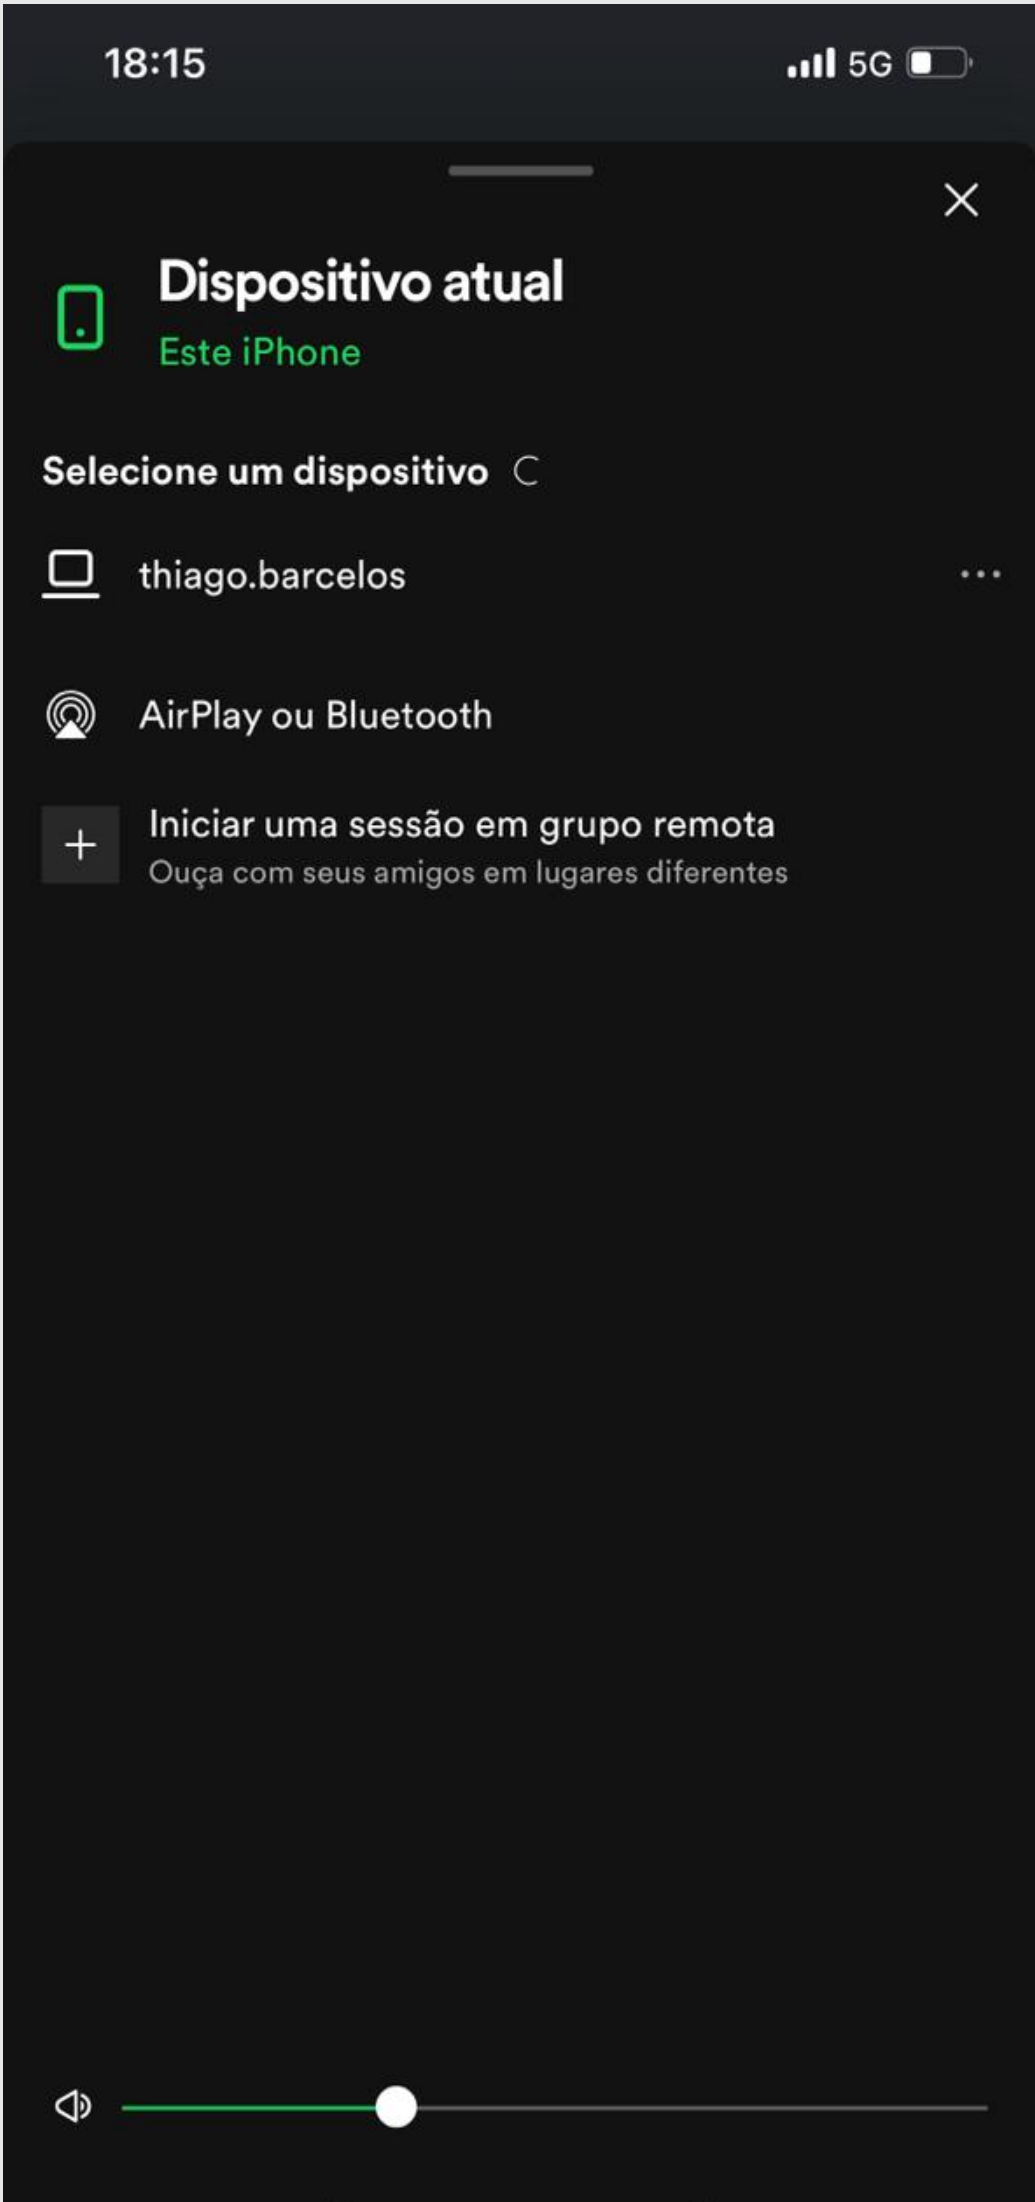 18:15 5G
Dispositivo atual
Este iPhone
Selecione um dispositivo
thiago.barcelos
AirPlay ou Bluetooth
Iniciar uma sessão em grupo remota
Ouça com seus amigos em lugares diferentes